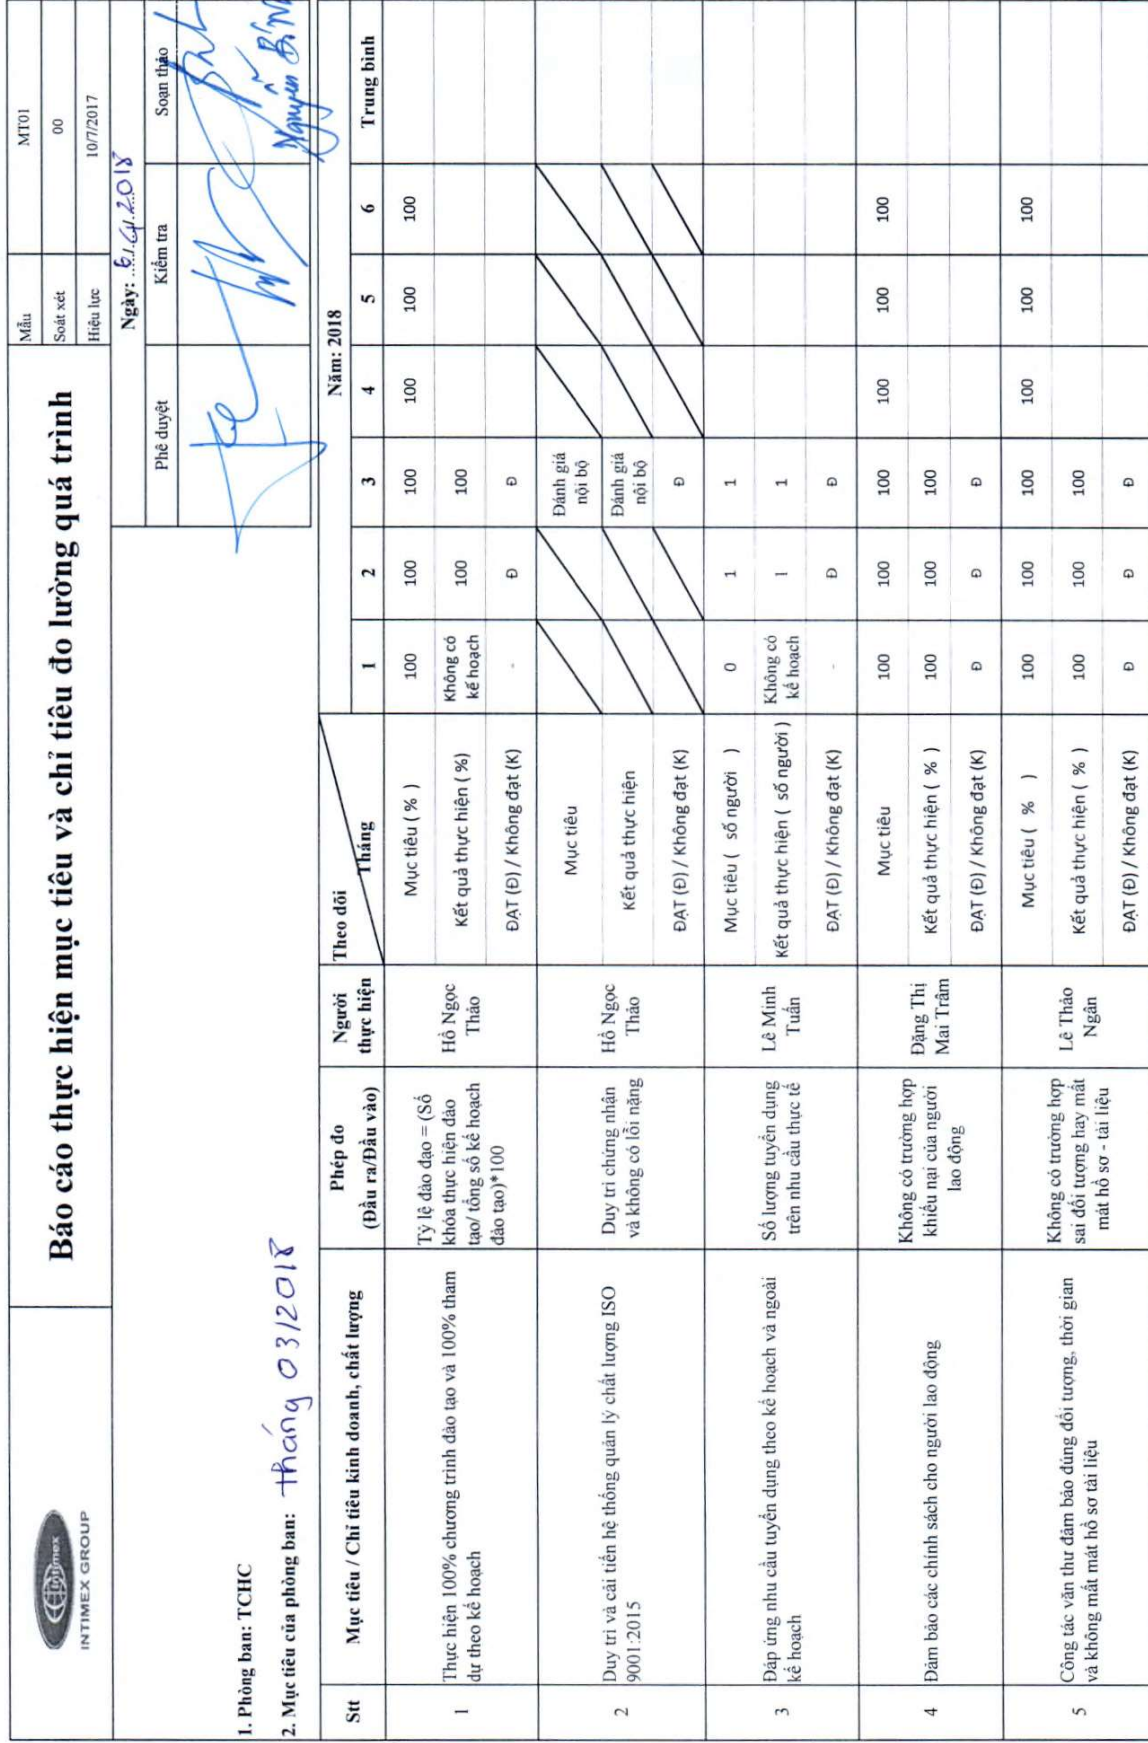 Intimex
INTIMEX GROUP
Báo cáo thực hiện mục tiêu và chỉ tiêu đo lường quá trình
Mẫu MT01
Soát xét 00
Hiệu lực 10/7/2017
Ngày:
Phê duyệt Kiểm tra Soạn thảo
1. Phòng ban: TCHC
2. Mục tiêu của phòng ban: tháng 03/2018
Stt
Mục tiêu / Chỉ tiêu kinh doanh, chất lượng
Phép đo
(Đầu ra/Đầu vào)
Người
thực hiện
Theo dõi
Tháng
Năm: 2018
1 2 3 4 5 6 Trung bình
1
Thực hiện 100% chương trình đào tạo và 100% tham
dự theo kế hoạch
Tỷ lệ đào đạo = (Số
khóa thực hiện đào
tạo/ tổng số kế hoạch
đào tạo)*100
Hồ Ngọc
Thảo
Mục tiêu ( % ) 100 100 100 100 100 100
Kết quả thực hiện ( %) Không có
kế hoạch 100 100
ĐẠT (Đ) / Không đạt (K) - Đ Đ
2
Duy trì và cải tiến hệ thống quản lý chất lượng ISO
9001:2015
Duy trì chứng nhận
và không có lỗi nặng
Hồ Ngọc
Thảo
Mục tiêu Đánh giá
nội bộ
Kết quả thực hiện Đánh giá
nội bộ
ĐẠT (Đ) / Không đạt (K) Đ
3
Đáp ứng nhu cầu tuyển dụng theo kế hoạch và ngoài
kế hoạch
Số lượng tuyển dụng
trên nhu cầu thực tế
Lê Minh
Tuấn
Mục tiêu ( số người ) 0 1 1
Kết quả thực hiện ( số người ) Không có
kế hoạch 1 1
ĐẠT (Đ) / Không đạt (K) - Đ Đ
4
Đảm bảo các chính sách cho người lao động
Không có trường hợp
khiếu nại của người
lao động
Đặng Thị
Mai Trâm
Mục tiêu 100 100 100 100 100 100
Kết quả thực hiện ( % ) 100 100 100
ĐẠT (Đ) / Không đạt (K) Đ Đ Đ
5
Công tác văn thư đảm bảo đúng đối tượng, thời gian
và không mất mát hồ sơ tài liệu
Không có trường hợp
sai đối tượng hay mất
mát hồ sơ - tài liệu
Lê Thảo
Ngân
Mục tiêu ( % ) 100 100 100 100 100 100
Kết quả thực hiện ( % ) 100 100 100
ĐẠT (Đ) / Không đạt (K) Đ Đ Đ